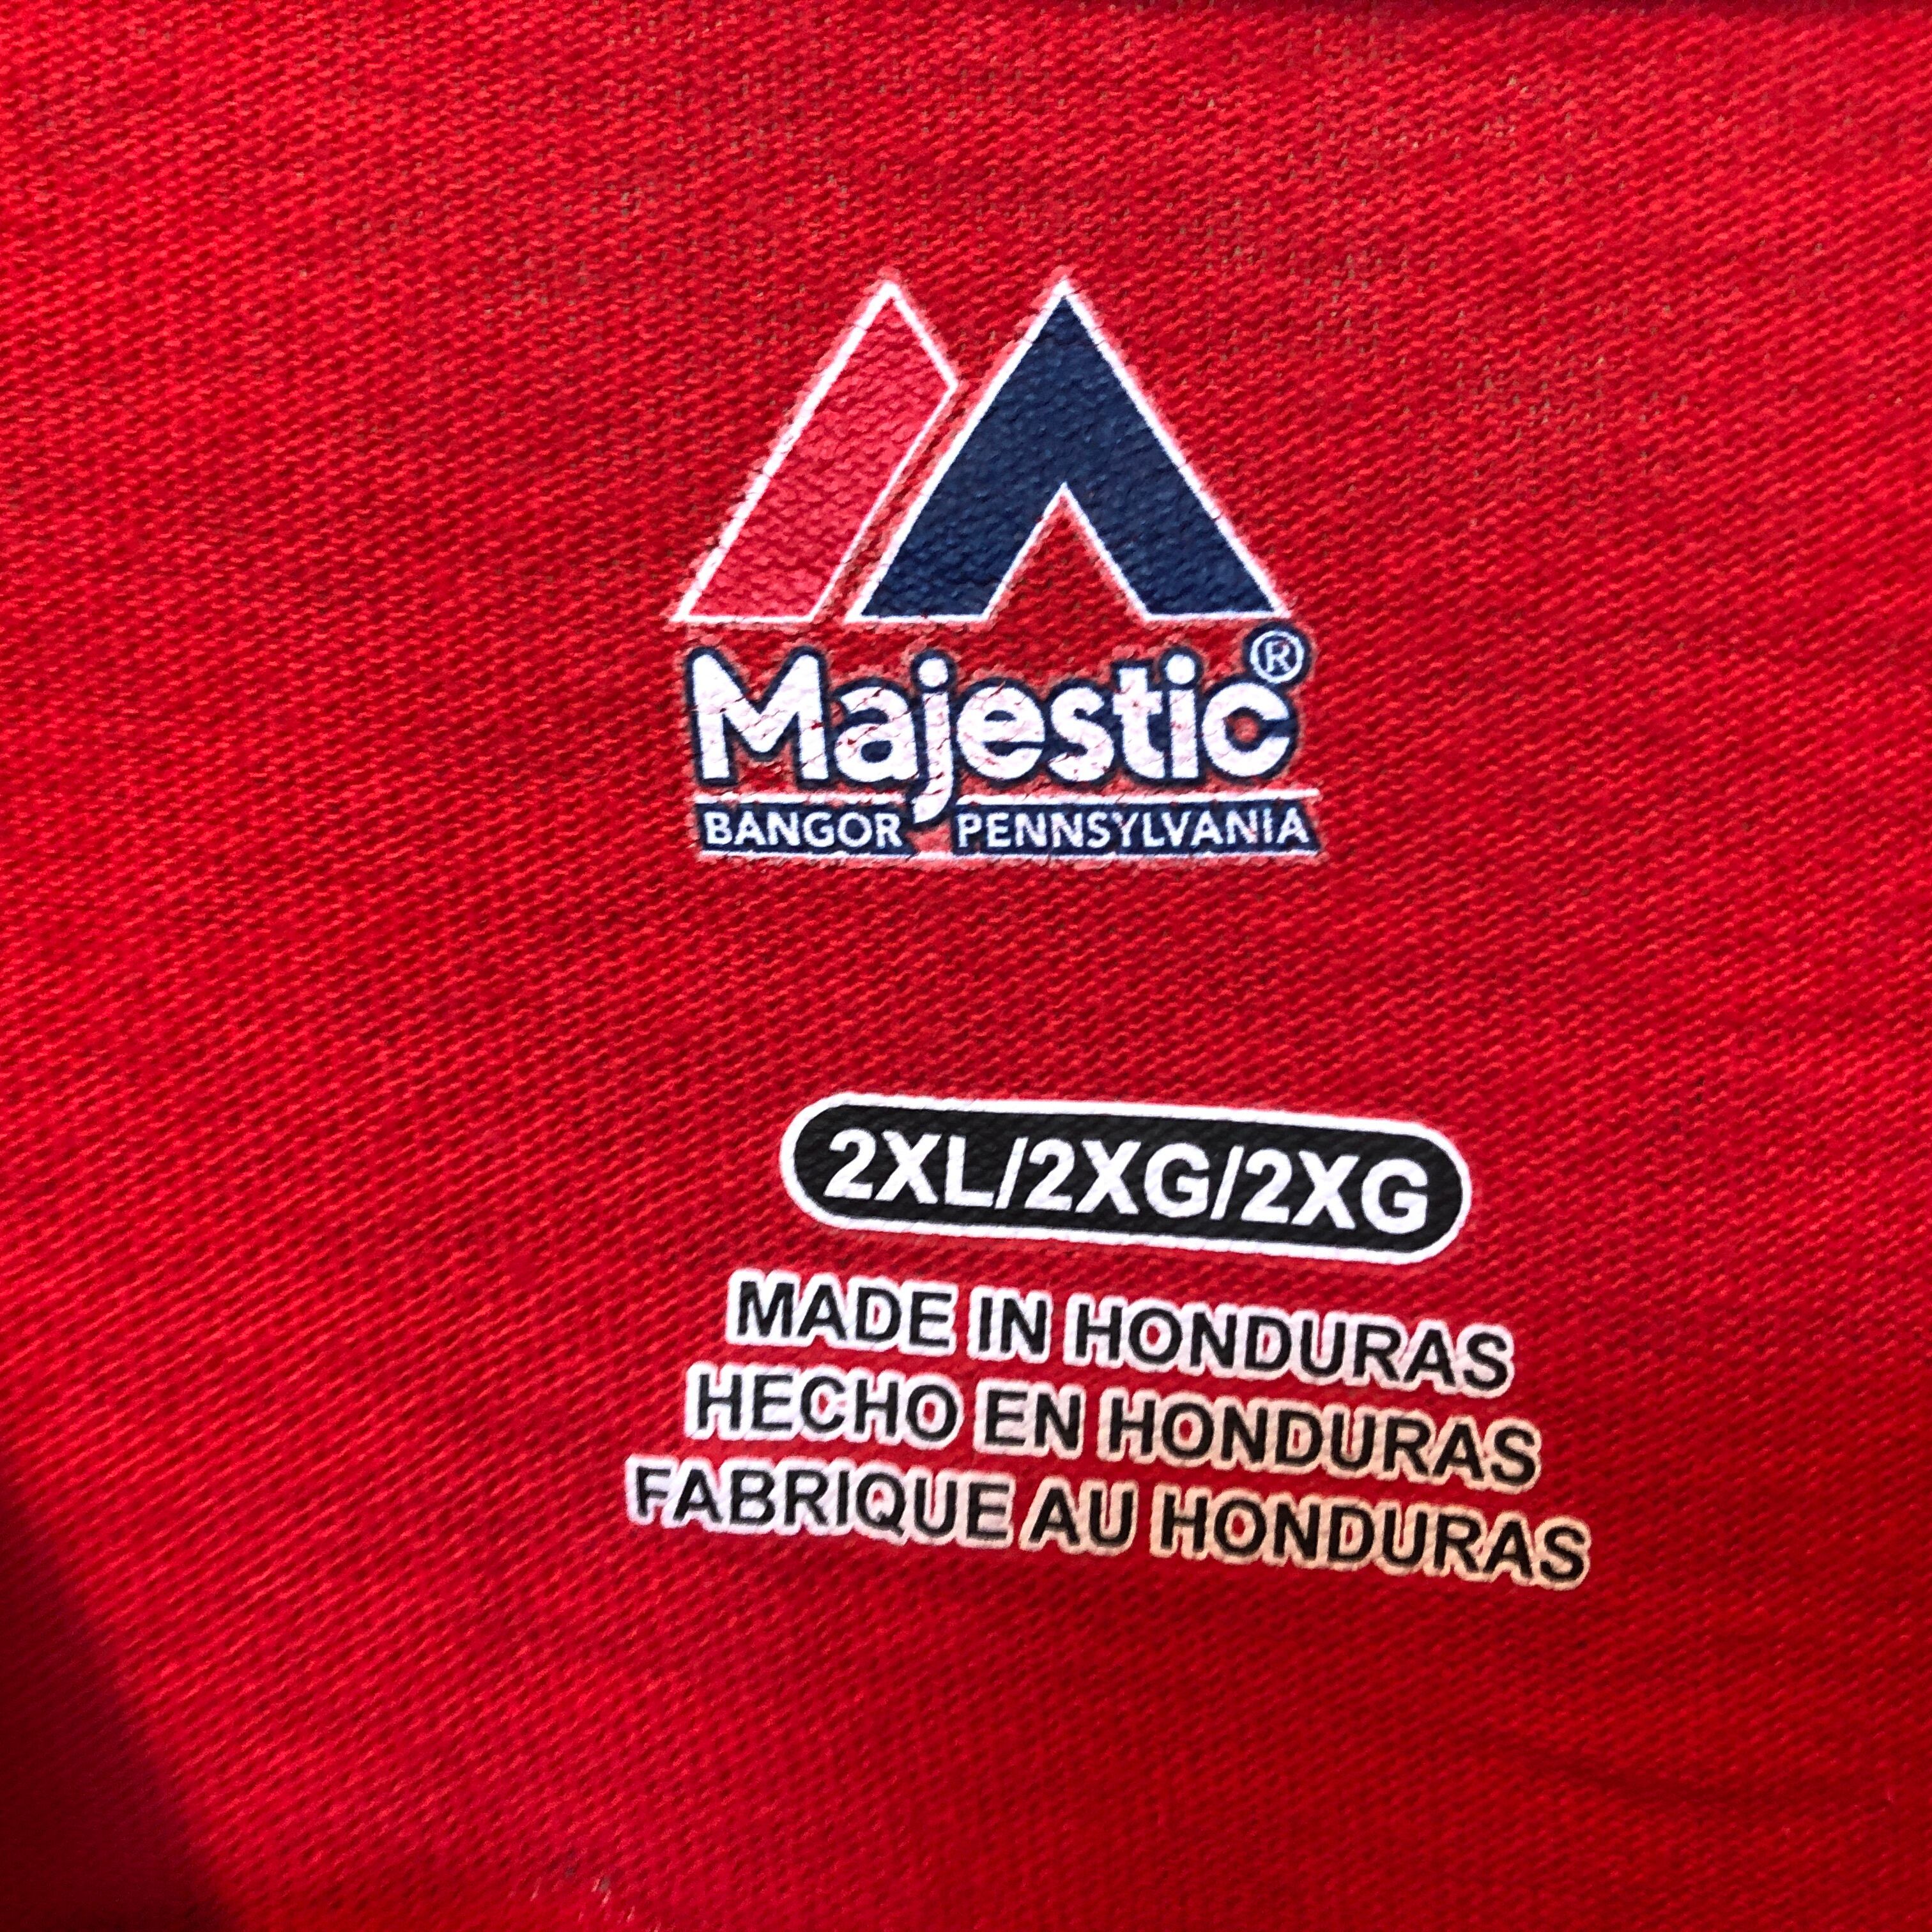 Majestic®
BANGOR PENNSYLVANIA
2XL/2XG/2XG
MADE IN HONDURAS
HECHO EN HONDURAS
FABRIQUE AU HONDURAS